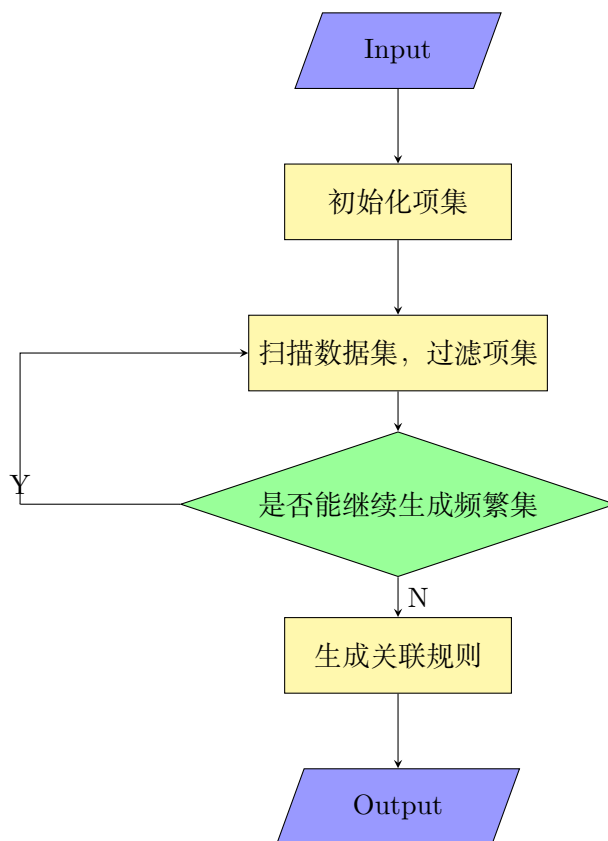 Input
初始化项集
扫描数据集，过滤项集
Y
是否能继续生成频繁集
N
生成关联规则
Output